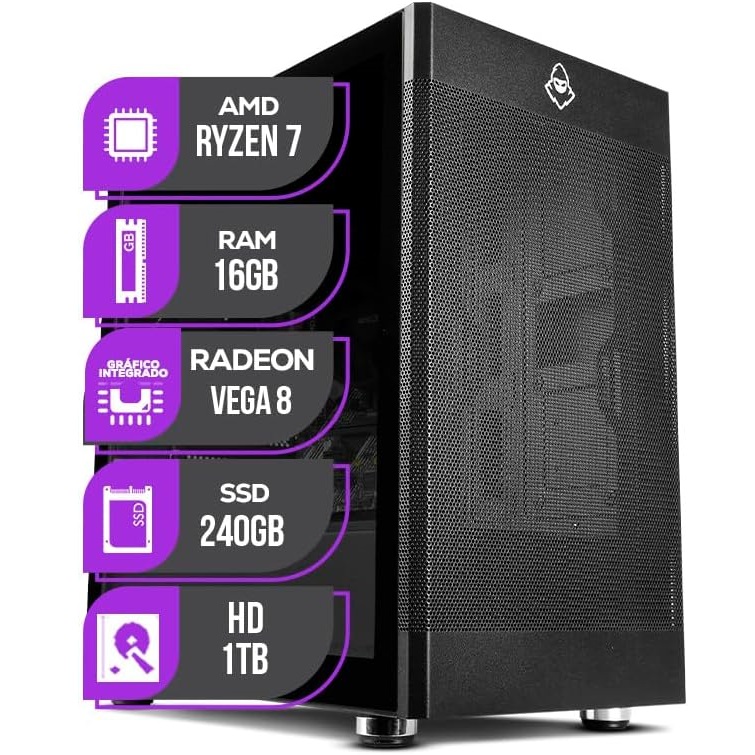 AMD
RYZEN 7
GB
RAM
16GB
GRÁFICO
INTEGRADO
RADEON
VEGA 8
SSD
SSD
240GB
HD
1TB